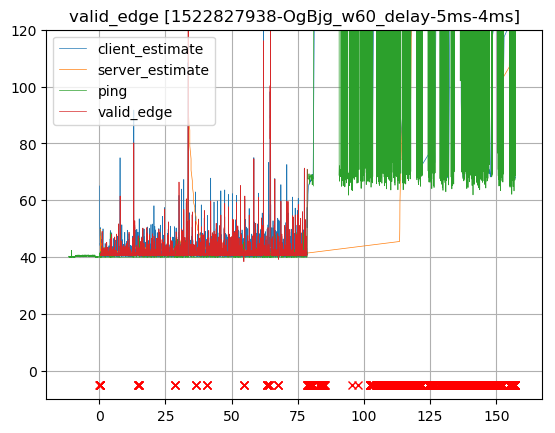 valid_edge [1522827938-OgBjg_w60_delay-5ms-4ms]
client_estimate
server_estimate
ping
valid_edge
120
100
80
60
40
20
0
0 25 50 75 100 125 150